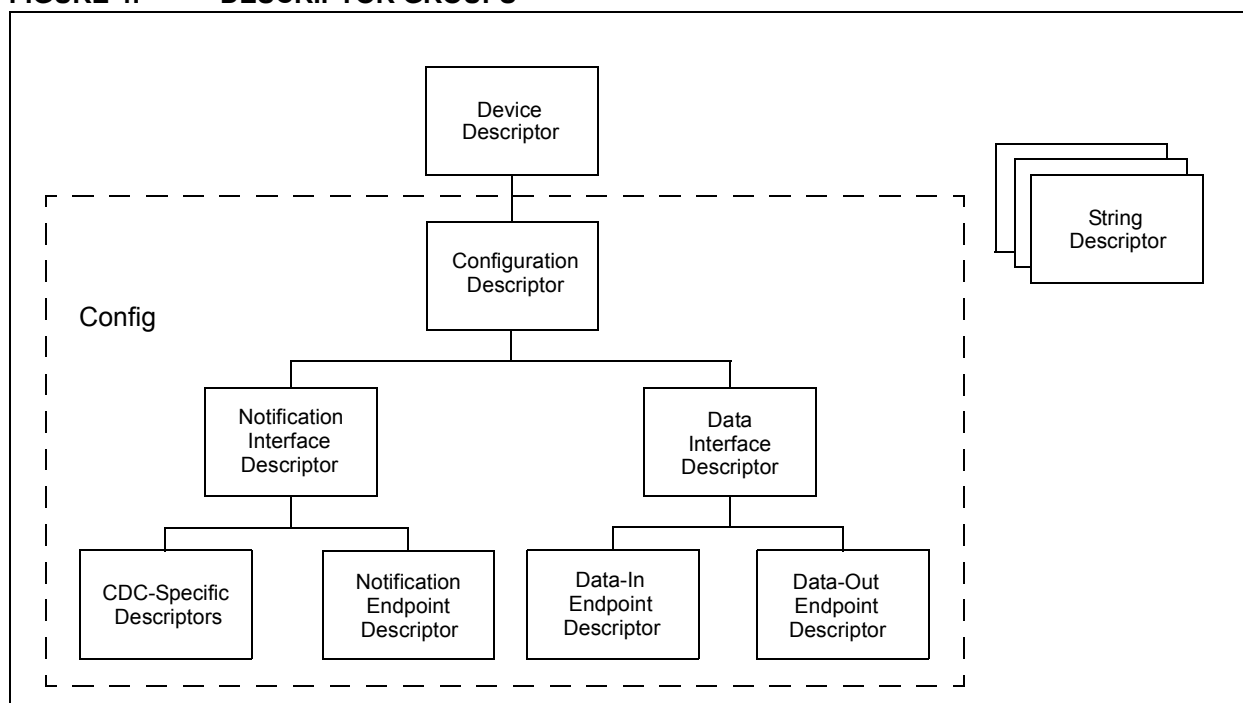 FIGURE 4: DESCRIPTOR GROUPS
Device
Descriptor
String
Descriptor
Configuration
Descriptor
Config
Notification
Interface
Descriptor
Data
Interface
Descriptor
CDC-Specific
Descriptors
Notification
Endpoint
Descriptor
Data-In
Endpoint
Descriptor
Data-Out
Endpoint
Descriptor